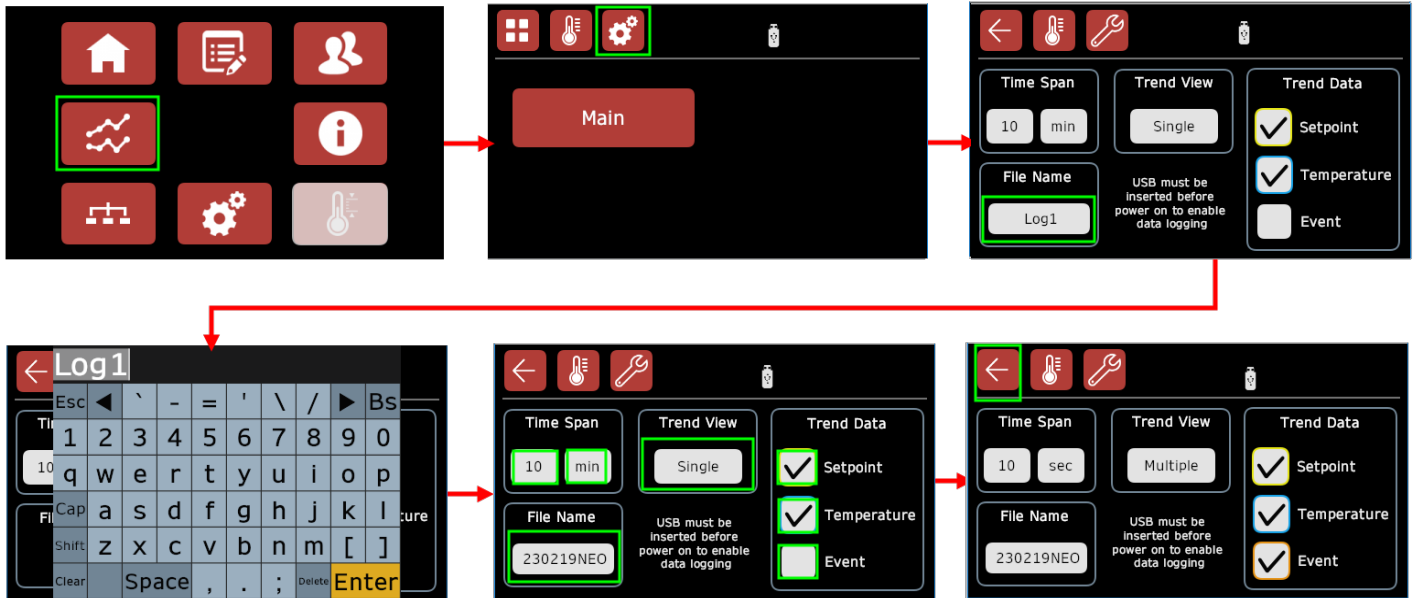 Main
Time Span
Trend View
Trend Data
10
min
Single
Setpoint
File Name
Log1
USB must be
inserted before
power on to enable
data logging
Temperature
Event
Log1
Esc ◀ ` - = ' \ / ▶ Bs
1 2 3 4 5 6 7 8 9 0
q w e r t y u i o p
Cap a s d f g h j k l
Shift z x c v b n m [ ]
Clear Space , . ; Delete Enter
Ti
10
Fi
ture
Time Span
Trend View
Trend Data
10
min
Single
Setpoint
File Name
230219NEO
USB must be
inserted before
power on to enable
data logging
Temperature
Event
Time Span
Trend View
Trend Data
10
sec
Multiple
Setpoint
File Name
230219NEO
USB must be
inserted before
power on to enable
data logging
Temperature
Event